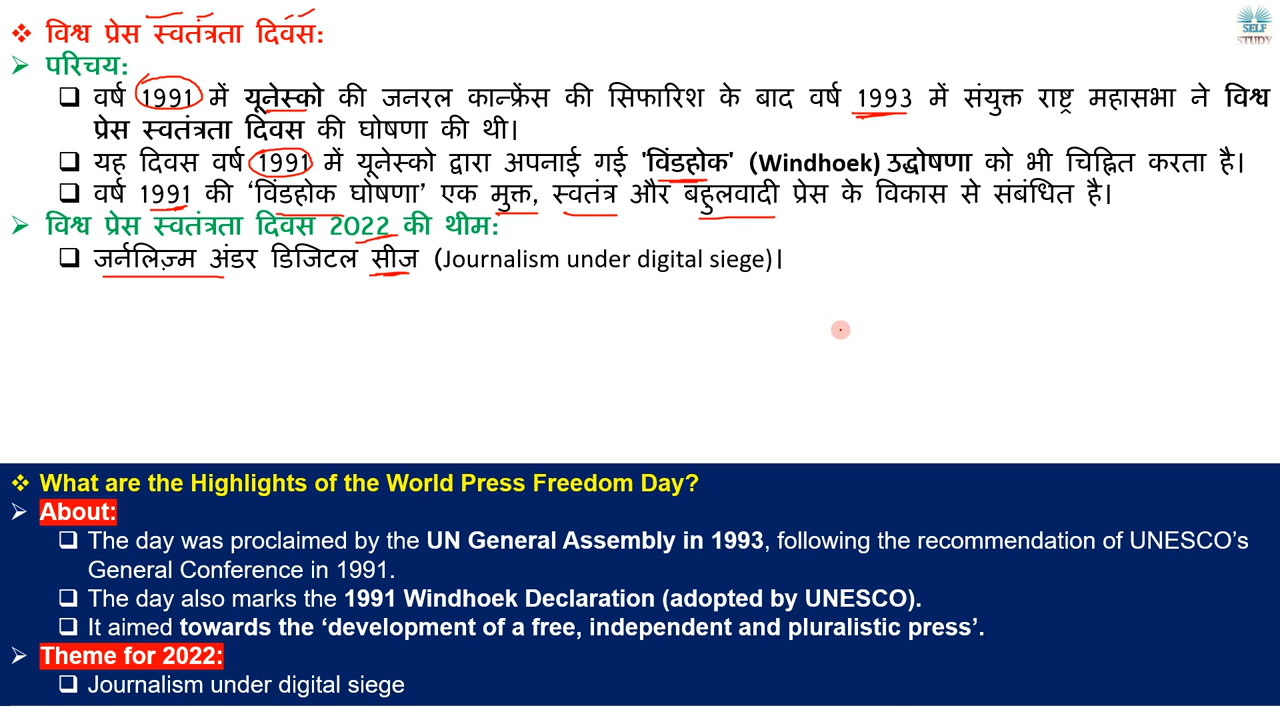 ❖ विश्व प्रेस स्वतंत्रता दिवस:
SELF
STUDY
➢ परिचय:
❑ वर्ष 1991 में यूनेस्को की जनरल कान्फ्रेंस की सिफारिश के बाद वर्ष 1993 में संयुक्त राष्ट्र महासभा ने विश्व
प्रेस स्वतंत्रता दिवस की घोषणा की थी।
❑ यह दिवस वर्ष 1991 में यूनेस्को द्वारा अपनाई गई 'विंडहोक' (Windhoek) उद्घोषणा को भी चिह्नित करता है।
❑ वर्ष 1991 की ‘विंडहोक घोषणा’ एक मुक्त, स्वतंत्र और बहुलवादी प्रेस के विकास से संबंधित है।
➢ विश्व प्रेस स्वतंत्रता दिवस 2022 की थीम:
❑ जर्नलिज़्म अंडर डिजिटल सीज (Journalism under digital siege)।
❖ What are the Highlights of the World Press Freedom Day?
➢ About:
❑ The day was proclaimed by the UN General Assembly in 1993, following the recommendation of UNESCO’s
General Conference in 1991.
❑ The day also marks the 1991 Windhoek Declaration (adopted by UNESCO).
❑ It aimed towards the ‘development of a free, independent and pluralistic press’.
➢ Theme for 2022:
❑ Journalism under digital siege